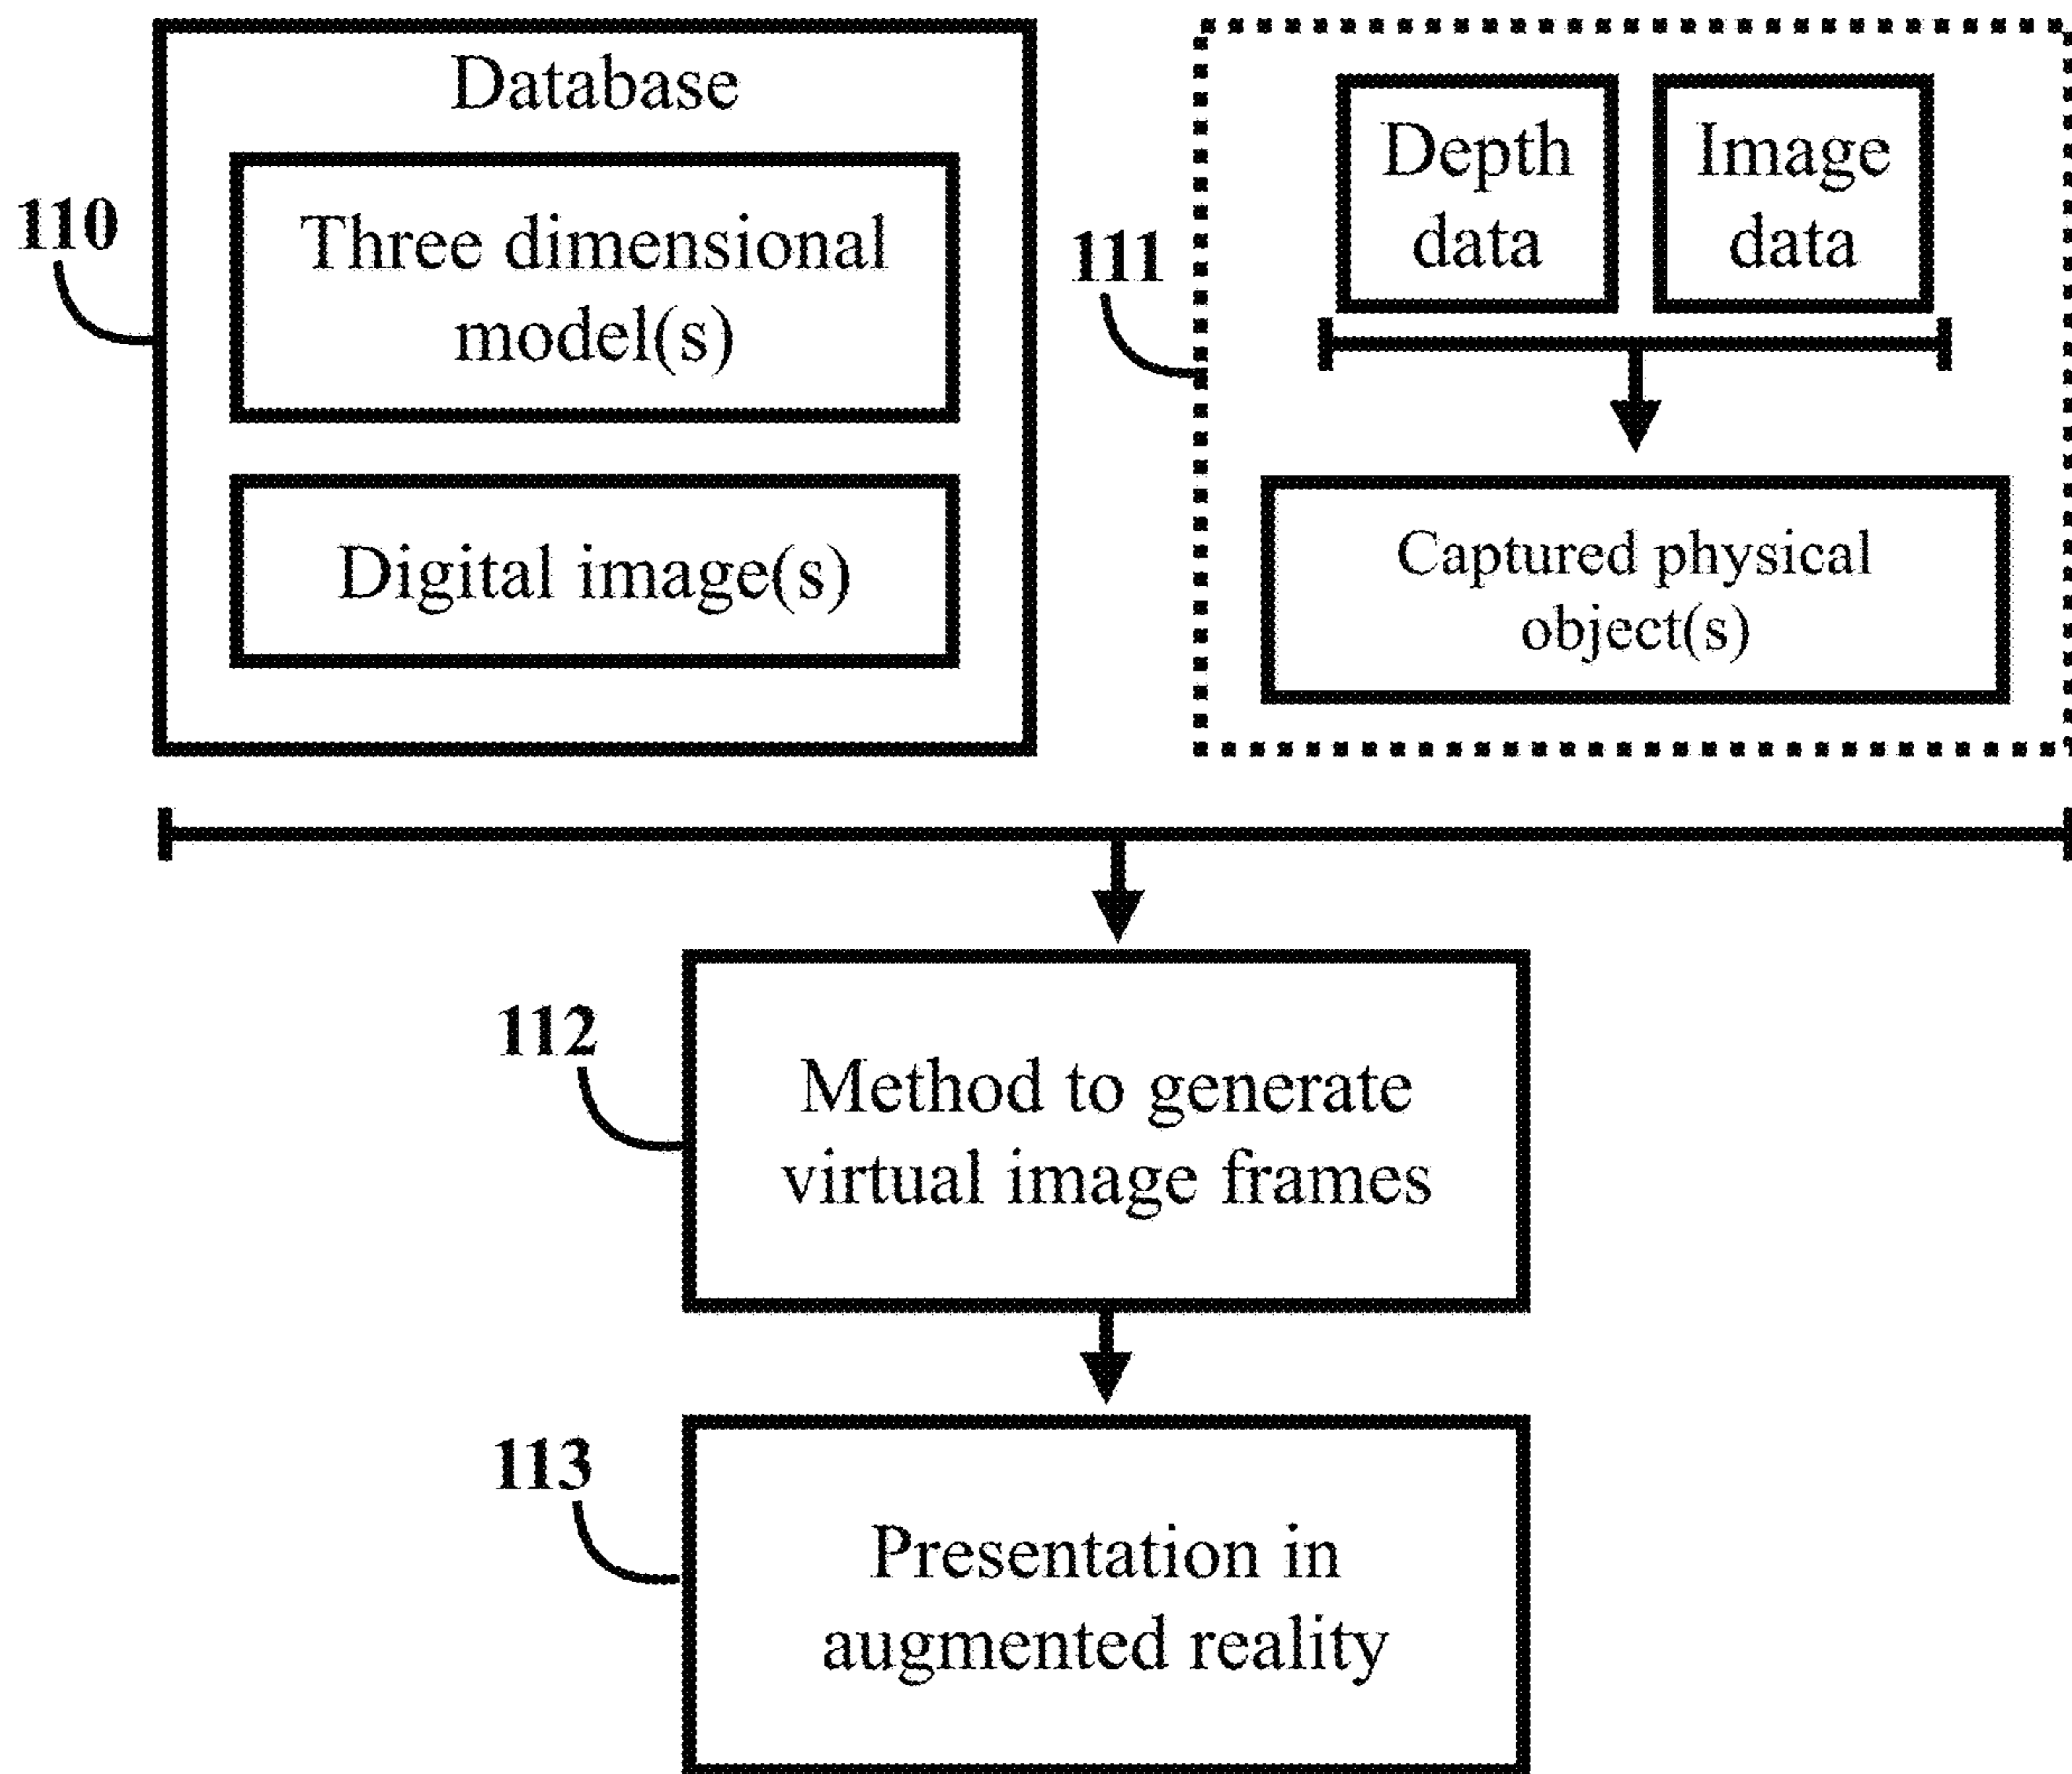 Database
110
Three dimensional
model(s)
Digital image(s)
111
Depth
data
Image
data
Captured physical
object(s)
112
Method to generate
virtual image frames
113
Presentation in
augmented reality